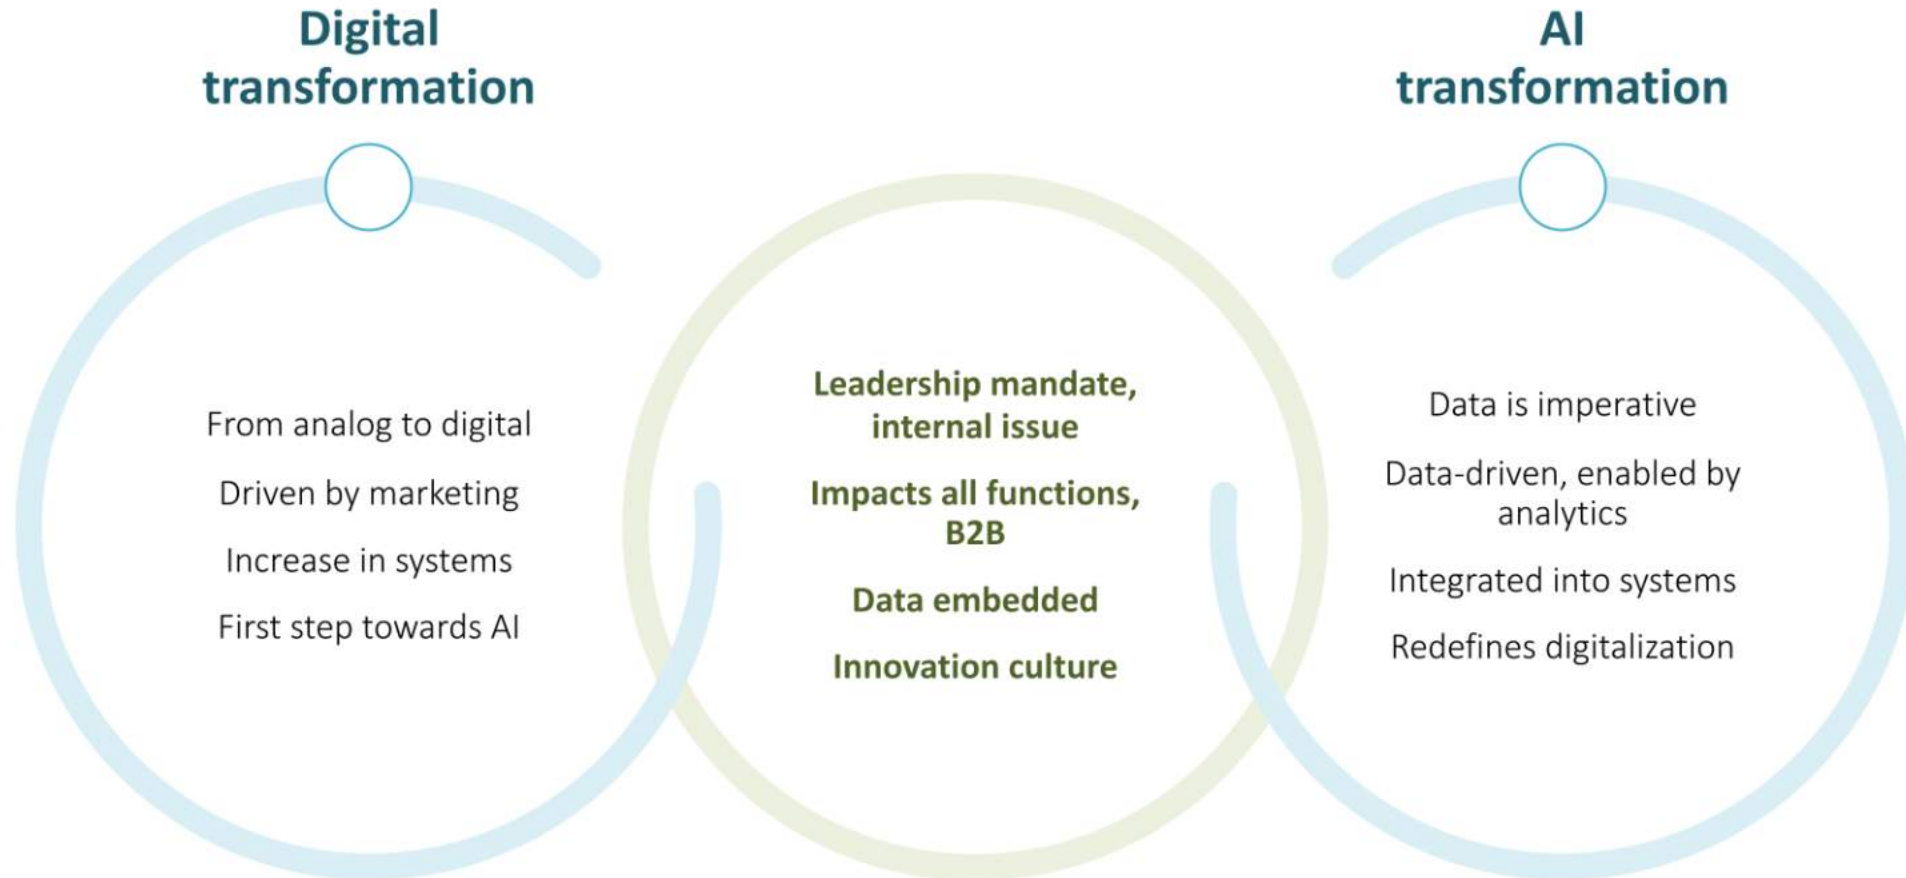 Digital
transformation
From analog to digital
Driven by marketing
Increase in systems
First step towards AI
Leadership mandate,
internal issue
Impacts all functions,
B2B
Data embedded
Innovation culture
AI
transformation
Data is imperative
Data-driven, enabled by
analytics
Integrated into systems
Redefines digitalization